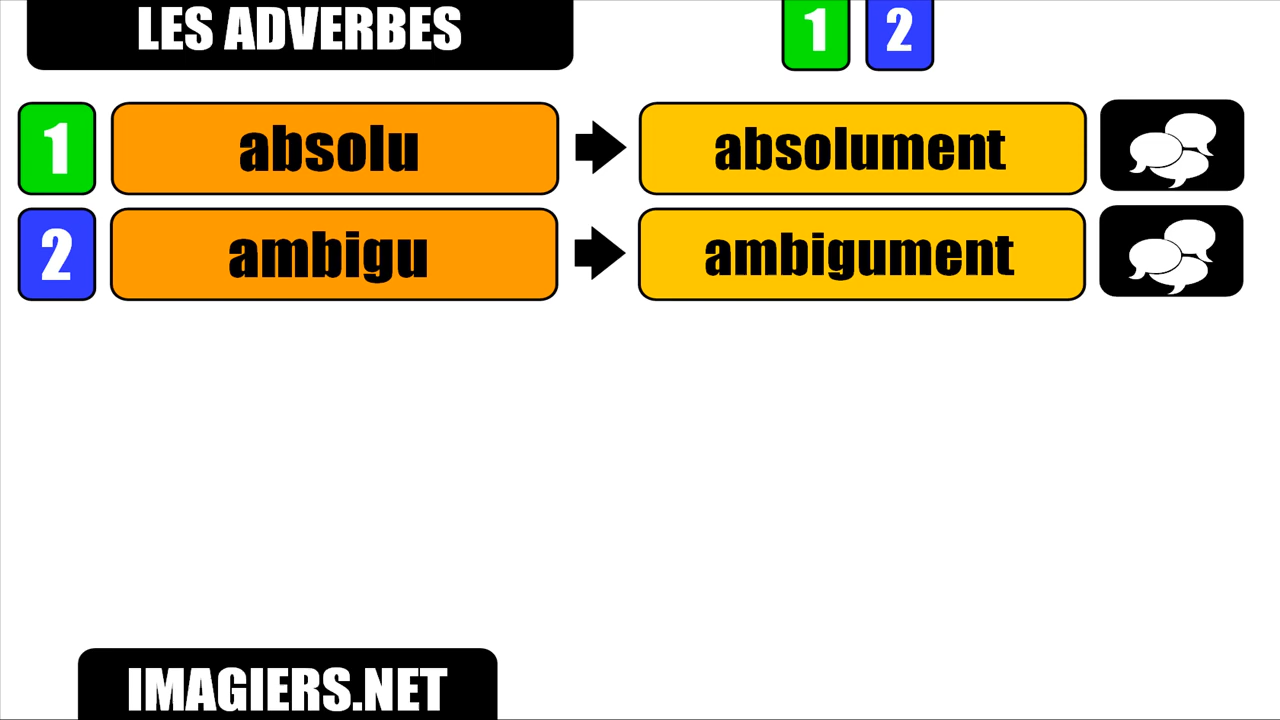 LES ADVERBES 1 2
1 absolu absolument
2 ambigu ambigument
IMAGIERS.NET